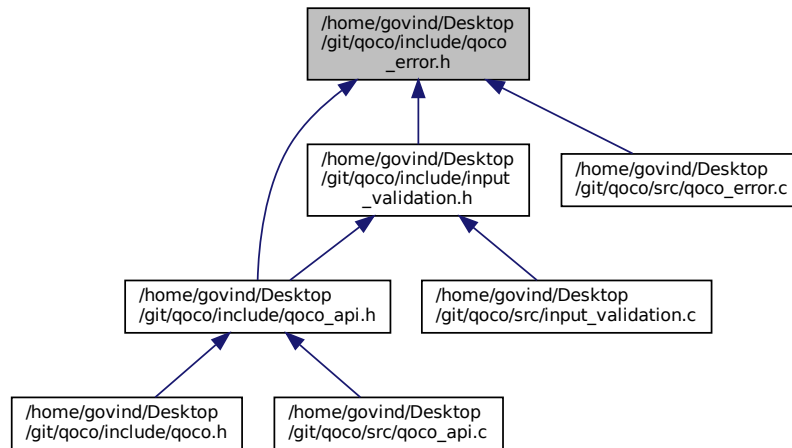 /home/govind/Desktop
/git/qoco/include/qoco
_error.h
/home/govind/Desktop
/git/qoco/include/input
_validation.h
/home/govind/Desktop
/git/qoco/src/qoco_error.c
/home/govind/Desktop
/git/qoco/include/qoco_api.h
/home/govind/Desktop
/git/qoco/src/input_validation.c
/home/govind/Desktop
/git/qoco/include/qoco.h
/home/govind/Desktop
/git/qoco/src/qoco_api.c